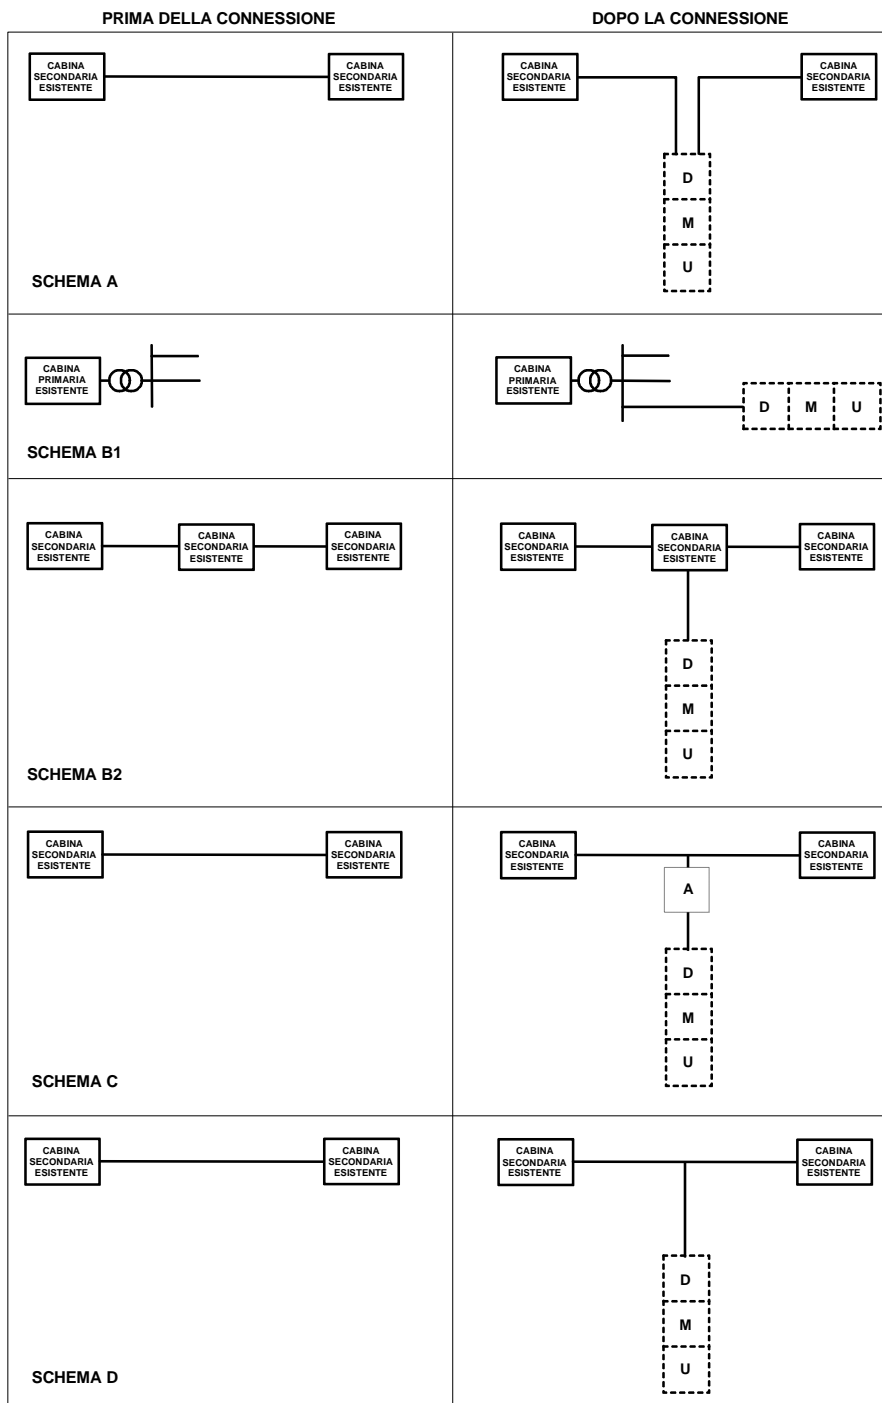 PRIMA DELLA CONNESSIONE
DOPO LA CONNESSIONE
CABINA
SECONDARIA
ESISTENTE
CABINA
SECONDARIA
ESISTENTE
CABINA
SECONDARIA
ESISTENTE
CABINA
SECONDARIA
ESISTENTE
D
M
U
SCHEMA A
CABINA
PRIMARIA
ESISTENTE
CABINA
PRIMARIA
ESISTENTE
D M U
SCHEMA B1
CABINA
SECONDARIA
ESISTENTE
CABINA
SECONDARIA
ESISTENTE
CABINA
SECONDARIA
ESISTENTE
CABINA
SECONDARIA
ESISTENTE
CABINA
SECONDARIA
ESISTENTE
CABINA
SECONDARIA
ESISTENTE
D
M
U
SCHEMA B2
CABINA
SECONDARIA
ESISTENTE
CABINA
SECONDARIA
ESISTENTE
CABINA
SECONDARIA
ESISTENTE
CABINA
SECONDARIA
ESISTENTE
A
D
M
U
SCHEMA C
CABINA
SECONDARIA
ESISTENTE
CABINA
SECONDARIA
ESISTENTE
CABINA
SECONDARIA
ESISTENTE
CABINA
SECONDARIA
ESISTENTE
D
M
U
SCHEMA D